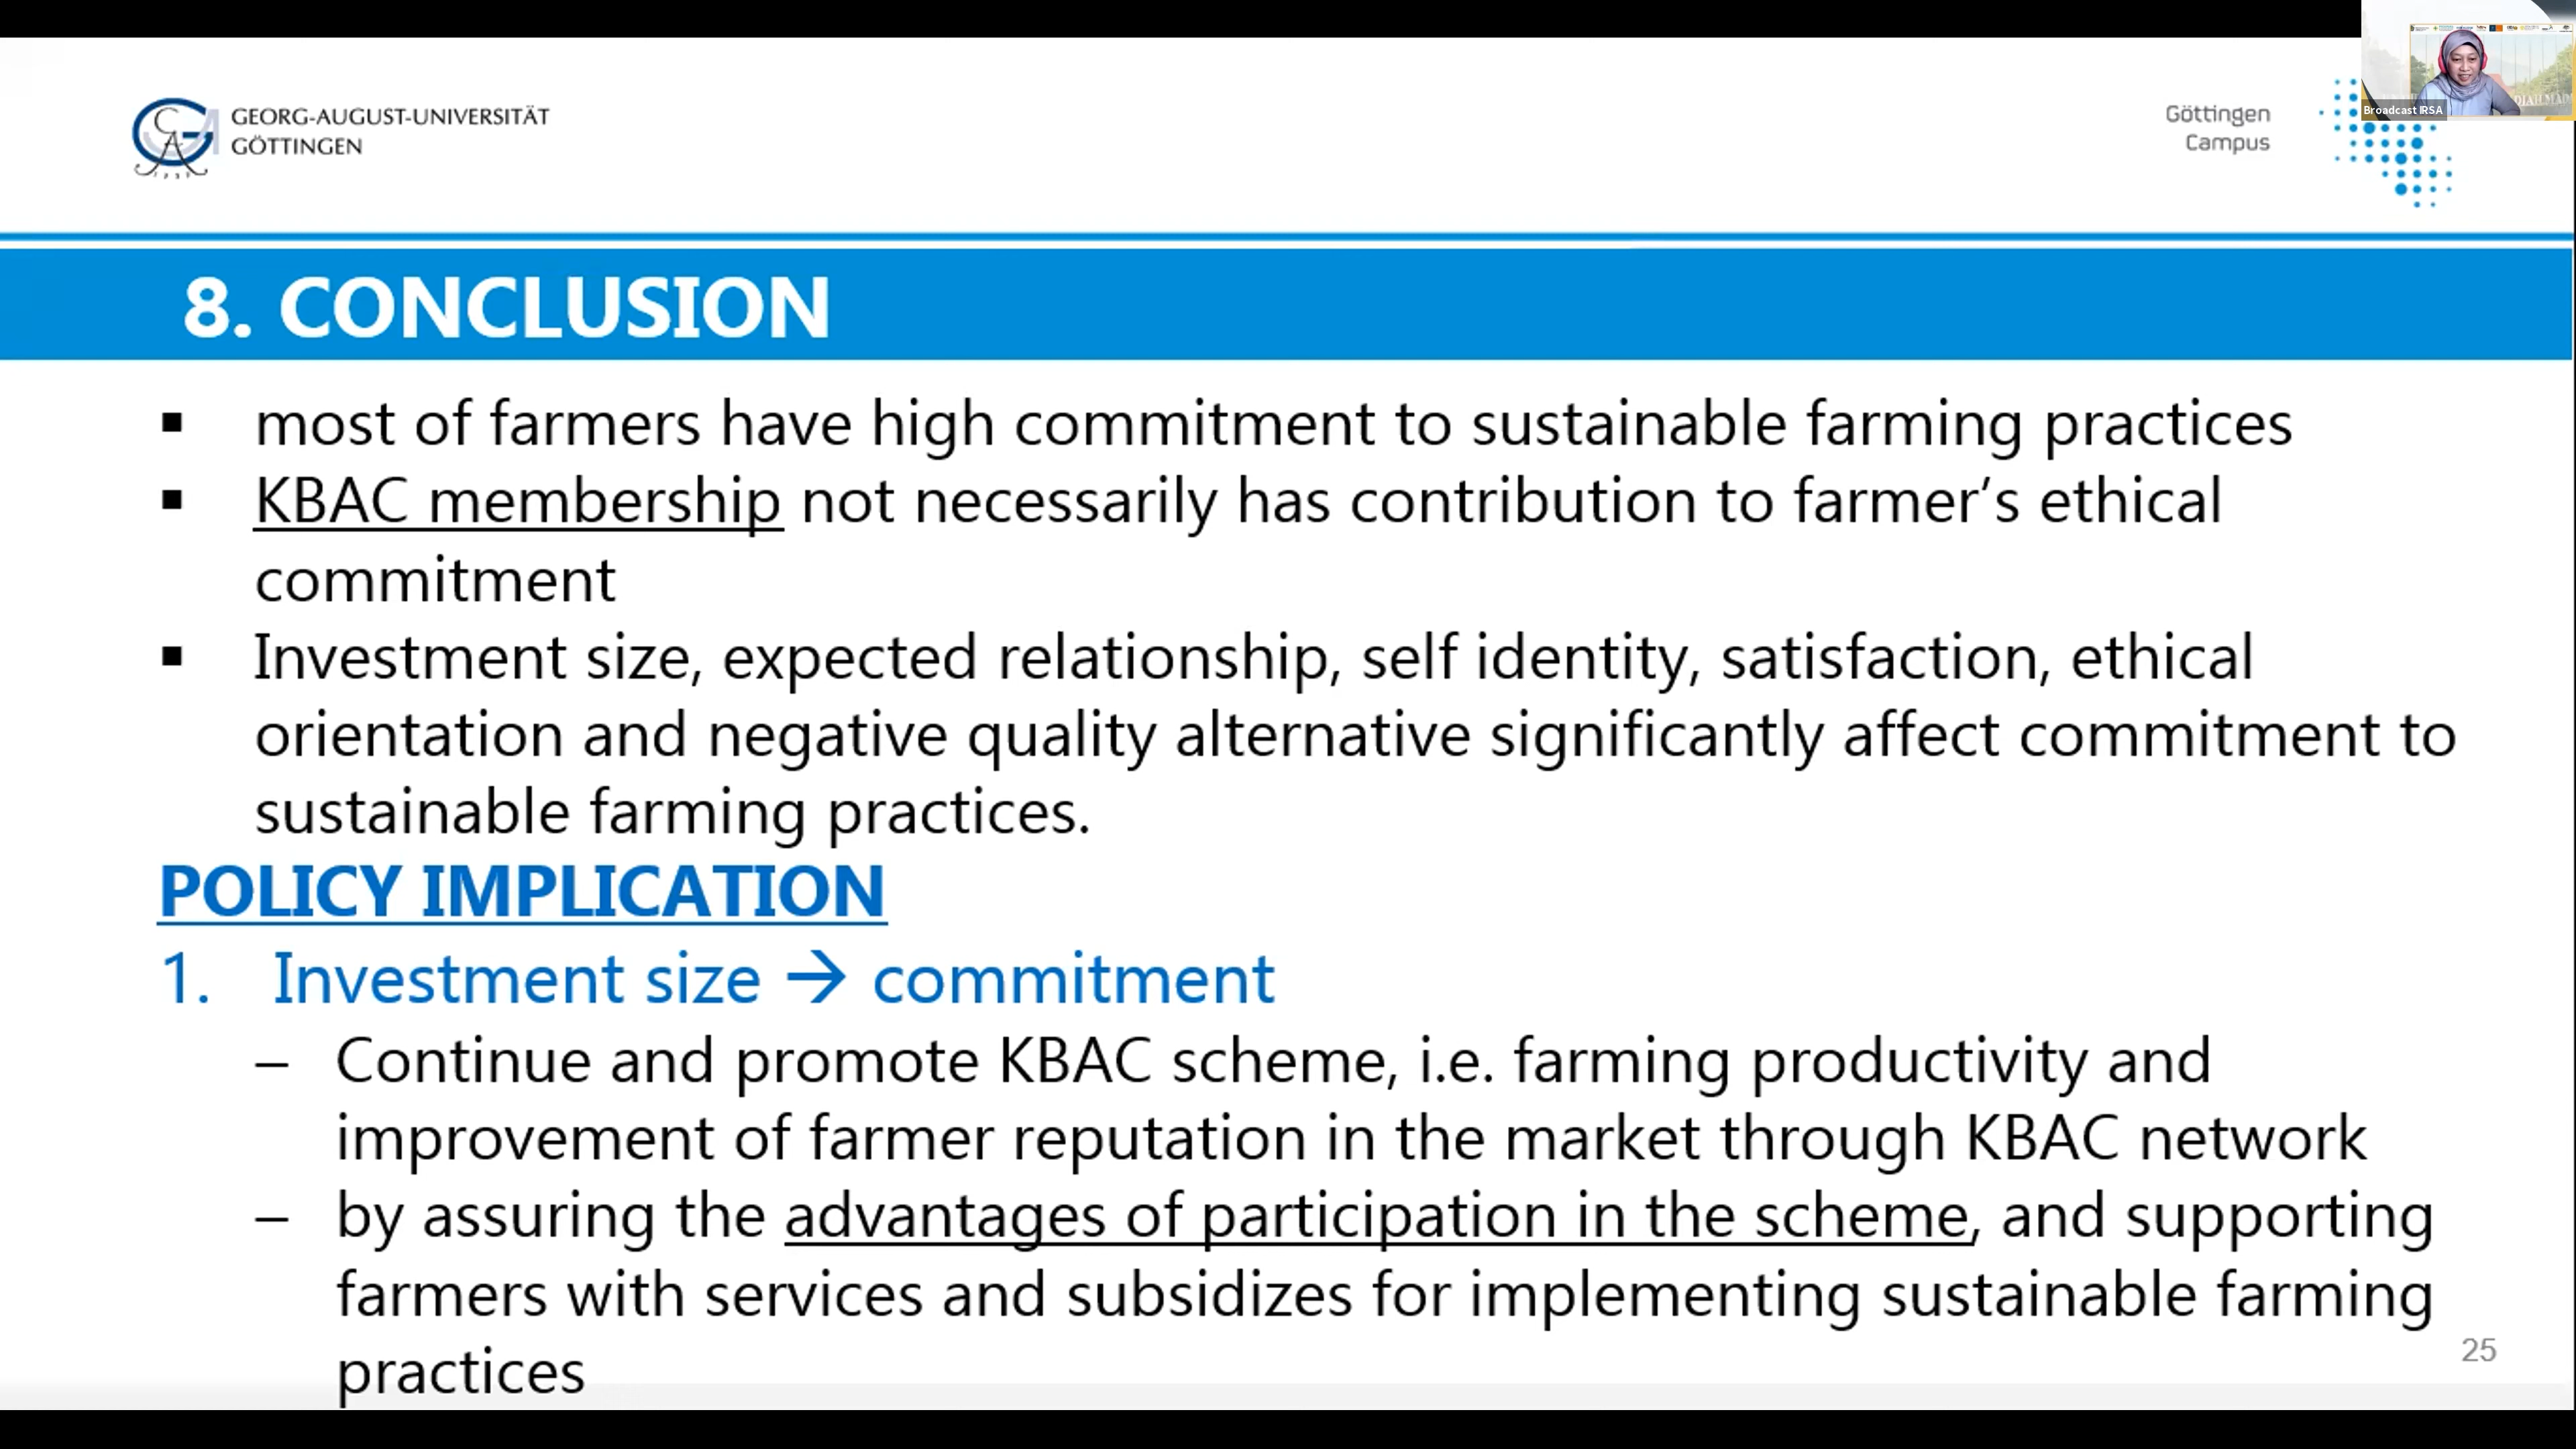 GEORG-AUGUST-UNIVERSITÄT
GÖTTINGEN
Göttingen
Campus
Broadcast IRSA
8. CONCLUSION
▪ most of farmers have high commitment to sustainable farming practices
▪ KBAC membership not necessarily has contribution to farmer's ethical
commitment
▪ Investment size, expected relationship, self identity, satisfaction, ethical
orientation and negative quality alternative significantly affect commitment to
sustainable farming practices.
POLICY IMPLICATION
1. Investment size → commitment
– Continue and promote KBAC scheme, i.e. farming productivity and
improvement of farmer reputation in the market through KBAC network
– by assuring the advantages of participation in the scheme, and supporting
farmers with services and subsidizes for implementing sustainable farming
practices
25